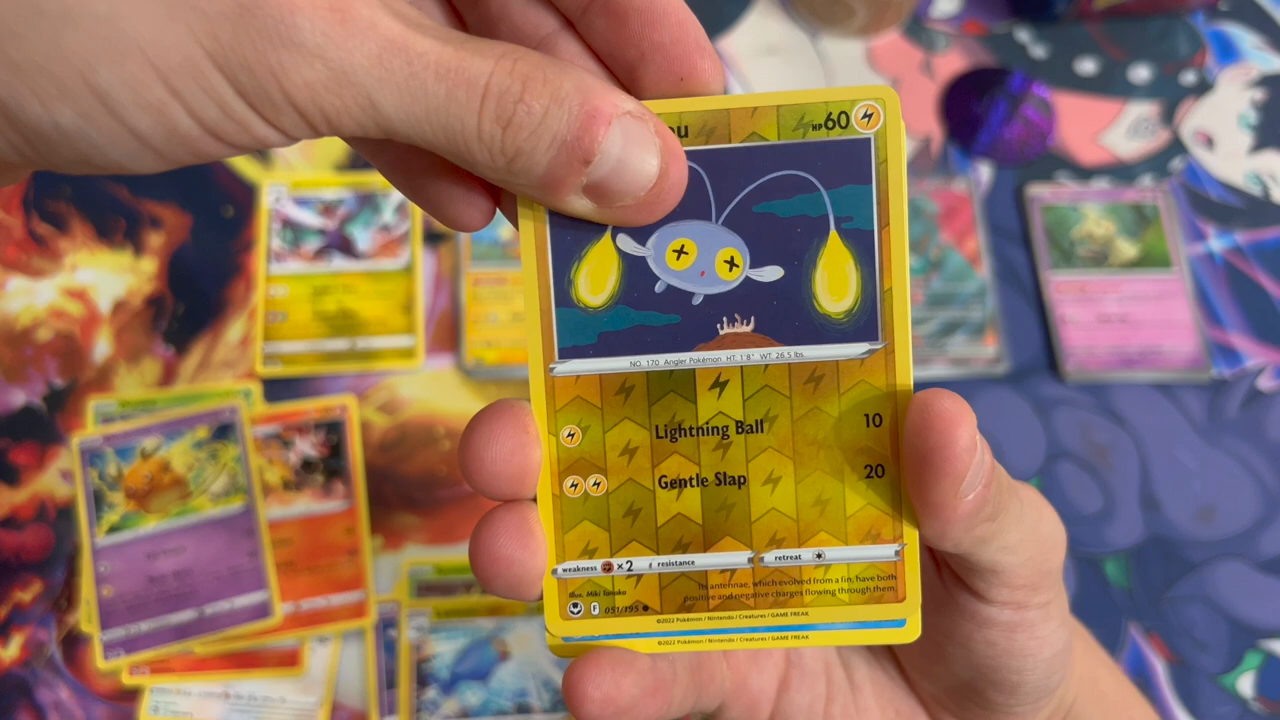 u HP 60
NO. 170 Angler Pokémon HT: 1'8" WT: 26.5 lbs.
Lightning Ball 10
Gentle Slap 20
weakness ×2 resistance retreat
Illus. Miki Tanaka
Its antennae, which evolved from a fin, have both
positive and negative charges flowing through them.
F 051/195
©2022 Pokémon / Nintendo / Creatures / GAME FREAK
©2022 Pokémon / Nintendo / Creatures / GAME FREAK